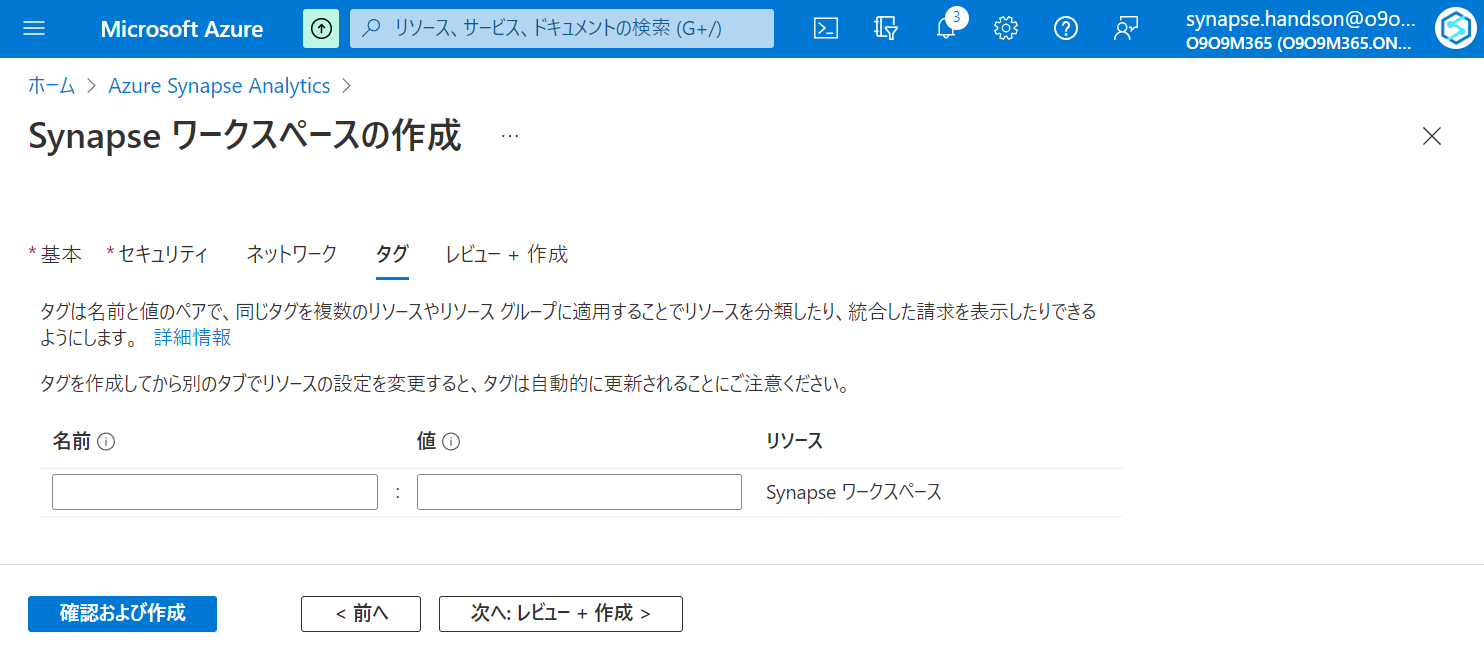 Microsoft Azure
リソース、サービス、ドキュメントの検索 (G+/)
3
synapse.handson@o9o...
O9O9M365 (O9O9M365.ON...
ホーム > Azure Synapse Analytics >
Synapse ワークスペースの作成 ...
* 基本 * セキュリティ ネットワーク タグ レビュー + 作成
タグは名前と値のペアで、同じタグを複数のリソースやリソース グループに適用することでリソースを分類したり、統合した請求を表示したりできる
ようにします。 詳細情報
タグを作成してから別のタブでリソースの設定を変更すると、タグは自動的に更新されることにご注意ください。
名前 値 リソース
: Synapse ワークスペース
確認および作成 < 前へ 次へ: レビュー + 作成 >